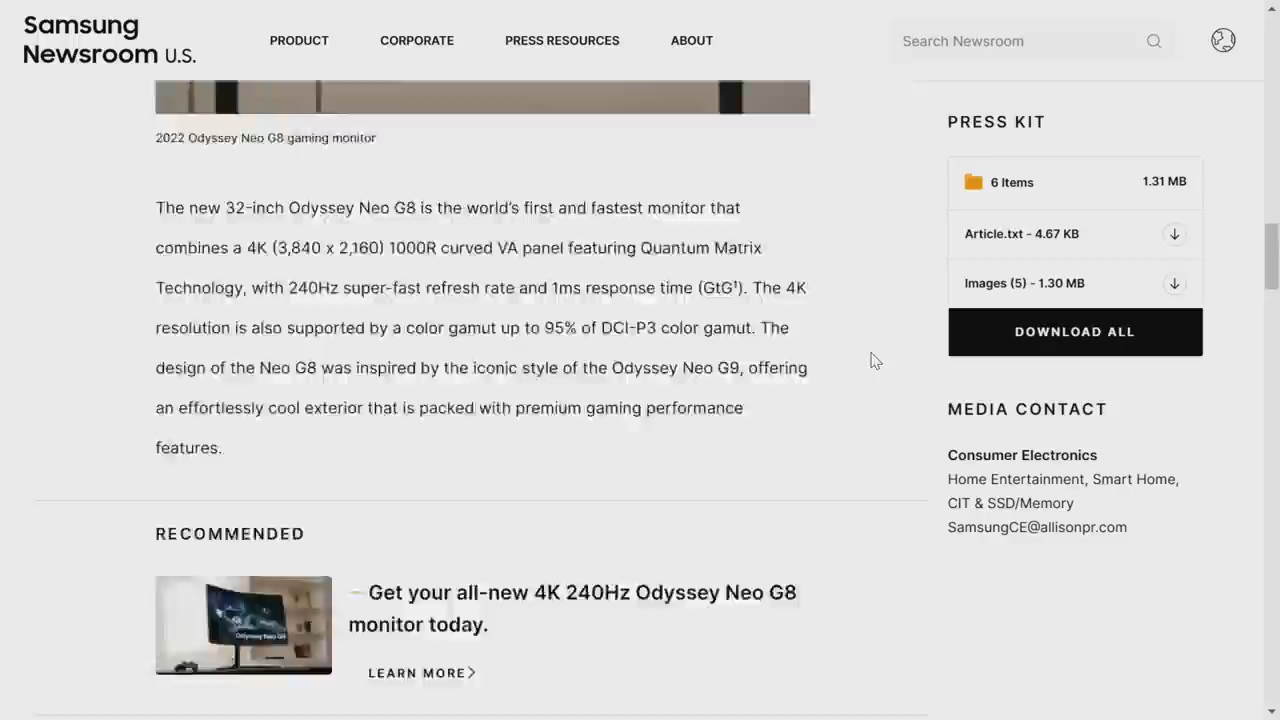 Samsung
Newsroom U.S.
PRODUCT
CORPORATE
PRESS RESOURCES
ABOUT
Search Newsroom
2022 Odyssey Neo G8 gaming monitor
The new 32-inch Odyssey Neo G8 is the world's first and fastest monitor that
combines a 4K (3,840 x 2,160) 1000R curved VA panel featuring Quantum Matrix
Technology, with 240Hz super-fast refresh rate and 1ms response time (GtG¹). The 4K
resolution is also supported by a color gamut up to 95% of DCI-P3 color gamut. The
design of the Neo G8 was inspired by the iconic style of the Odyssey Neo G9, offering
an effortlessly cool exterior that is packed with premium gaming performance
features.
RECOMMENDED
Odyssey Neo G8
Get your all-new 4K 240Hz Odyssey Neo G8
monitor today.
LEARN MORE
PRESS KIT
6 Items
1.31 MB
Article.txt - 4.67 KB
Images (5) - 1.30 MB
DOWNLOAD ALL
MEDIA CONTACT
Consumer Electronics
Home Entertainment, Smart Home,
CIT & SSD/Memory
SamsungCE@allisonpr.com